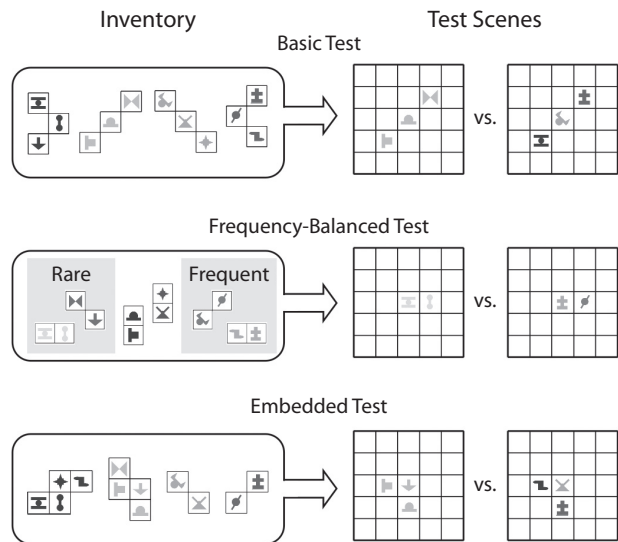 Inventory
Test Scenes
Basic Test
vs.
Frequency-Balanced Test
Rare
Frequent
vs.
Embedded Test
vs.